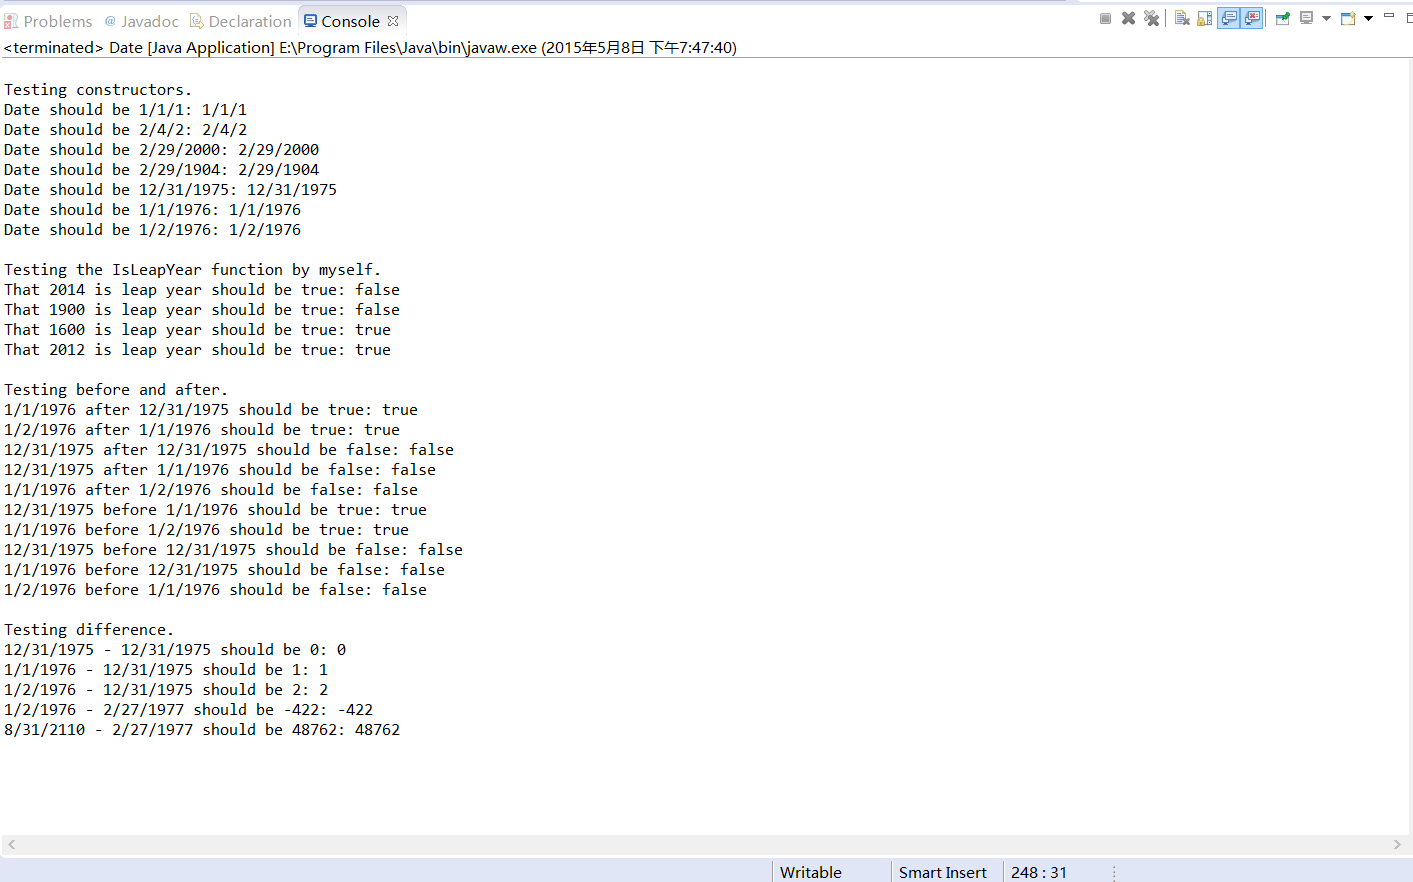 Problems @ Javadoc Declaration Console
<terminated> Date [Java Application] E:\Program Files\Java\bin\javaw.exe (2015年5月8日 下午7:47:40)
Testing constructors.
Date should be 1/1/1: 1/1/1
Date should be 2/4/2: 2/4/2
Date should be 2/29/2000: 2/29/2000
Date should be 2/29/1904: 2/29/1904
Date should be 12/31/1975: 12/31/1975
Date should be 1/1/1976: 1/1/1976
Date should be 1/2/1976: 1/2/1976
Testing the IsLeapYear function by myself.
That 2014 is leap year should be true: false
That 1900 is leap year should be true: false
That 1600 is leap year should be true: true
That 2012 is leap year should be true: true
Testing before and after.
1/1/1976 after 12/31/1975 should be true: true
1/2/1976 after 1/1/1976 should be true: true
12/31/1975 after 12/31/1975 should be false: false
12/31/1975 after 1/1/1976 should be false: false
1/1/1976 after 1/2/1976 should be false: false
12/31/1975 before 1/1/1976 should be true: true
1/1/1976 before 1/2/1976 should be true: true
12/31/1975 before 12/31/1975 should be false: false
1/1/1976 before 12/31/1975 should be false: false
1/2/1976 before 1/1/1976 should be false: false
Testing difference.
12/31/1975 - 12/31/1975 should be 0: 0
1/1/1976 - 12/31/1975 should be 1: 1
1/2/1976 - 12/31/1975 should be 2: 2
1/2/1976 - 2/27/1977 should be -422: -422
8/31/2110 - 2/27/1977 should be 48762: 48762
Writable Smart Insert 248 : 31